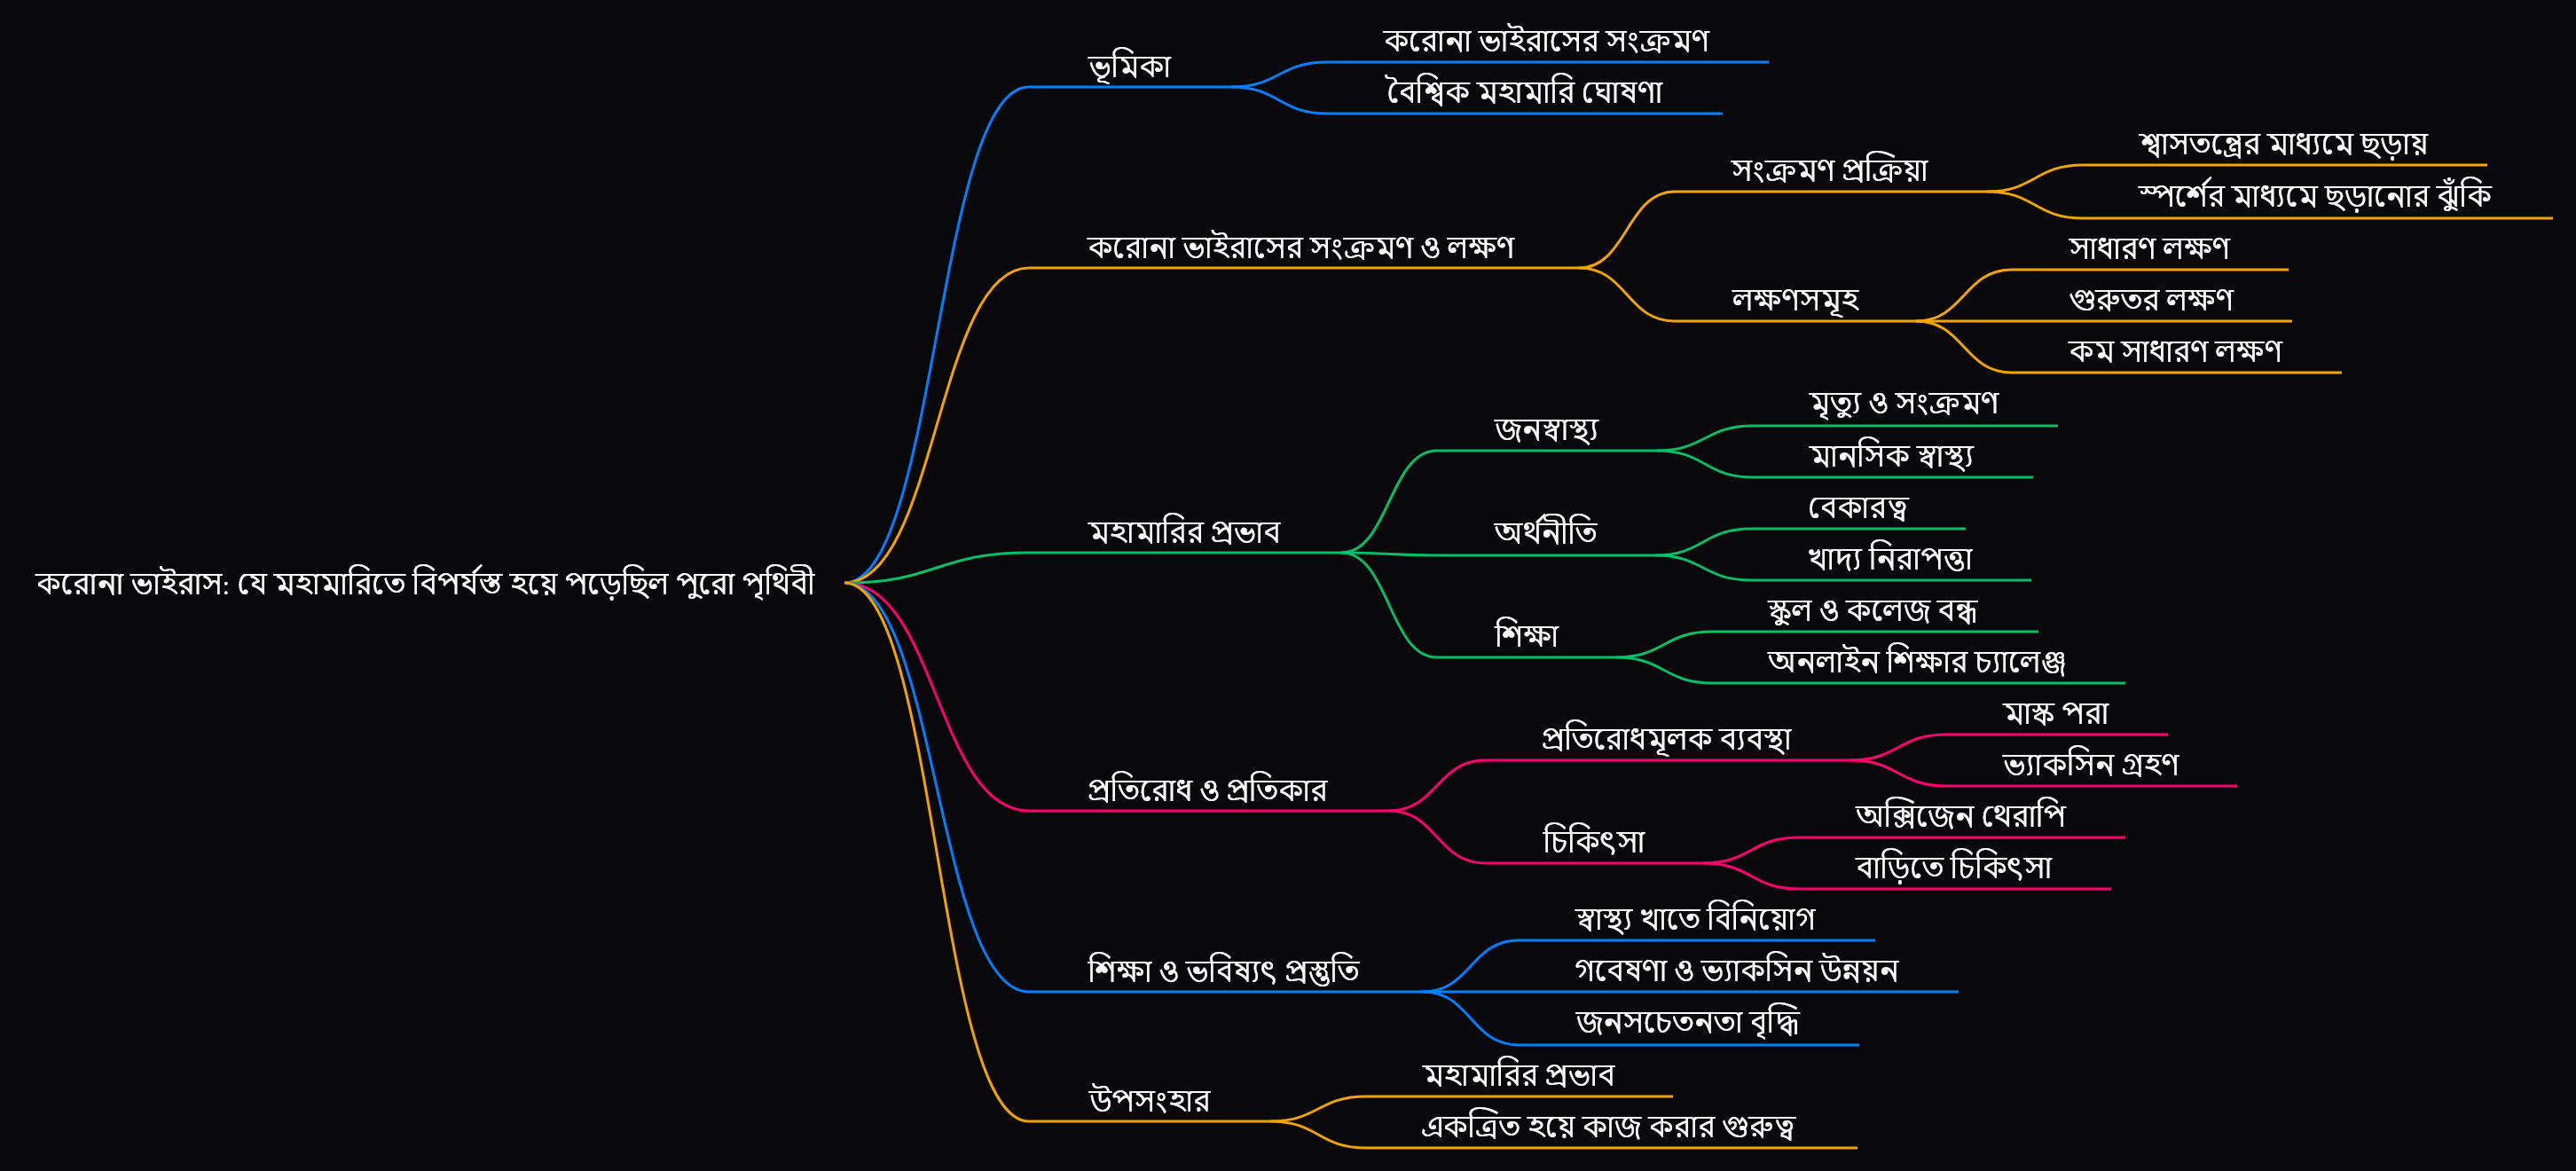 করোনা ভাইরাস: যে মহামারিতে বিপর্যস্ত হয়ে পড়েছিল পুরো পৃথিবী
ভূমিকা
করোনা ভাইরাসের সংক্রমণ
বৈশ্বিক মহামারি ঘোষণা
করোনা ভাইরাসের সংক্রমণ ও লক্ষণ
সংক্রমণ প্রক্রিয়া
শ্বাসতন্ত্রের মাধ্যমে ছড়ায়
স্পর্শের মাধ্যমে ছড়ানোর ঝুঁকি
লক্ষণসমূহ
সাধারণ লক্ষণ
গুরুতর লক্ষণ
কম সাধারণ লক্ষণ
মহামারির প্রভাব
জনস্বাস্থ্য
মৃত্যু ও সংক্রমণ
মানসিক স্বাস্থ্য
অর্থনীতি
বেকারত্ব
খাদ্য নিরাপত্তা
শিক্ষা
স্কুল ও কলেজ বন্ধ
অনলাইন শিক্ষার চ্যালেঞ্জ
প্রতিরোধ ও প্রতিকার
প্রতিরোধমূলক ব্যবস্থা
মাস্ক পরা
ভ্যাকসিন গ্রহণ
চিকিৎসা
অক্সিজেন থেরাপি
বাড়িতে চিকিৎসা
শিক্ষা ও ভবিষ্যৎ প্রস্তুতি
স্বাস্থ্য খাতে বিনিয়োগ
গবেষণা ও ভ্যাকসিন উন্নয়ন
জনসচেতনতা বৃদ্ধি
উপসংহার
মহামারির প্রভাব
একত্রিত হয়ে কাজ করার গুরুত্ব